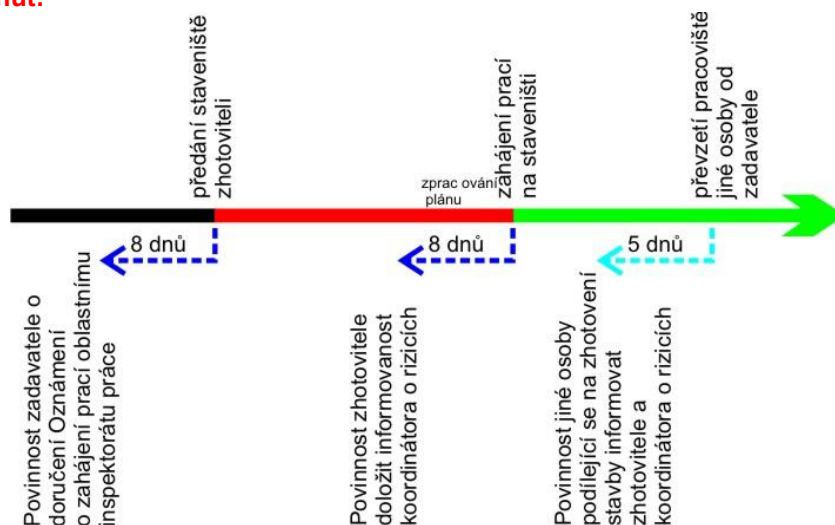 předání staveniště
zhotoviteli
zprac ování
plánu
zahájení prací
na staveništi
převzetí pracoviště
jiné osoby od
zadavatele
8 dnů
8 dnů
5 dnů
Povinnost zadavatele o
doručení Oznámení
o zahájení prací oblastnímu
inspektorátu práce
Povinnost zhotovitele
doložit informovanost
koordinátora o rizicích
Povinnost jiné osoby
podílející se na zhotovení
stavby informovat
zhotovitele a
koordinátora o rizicích